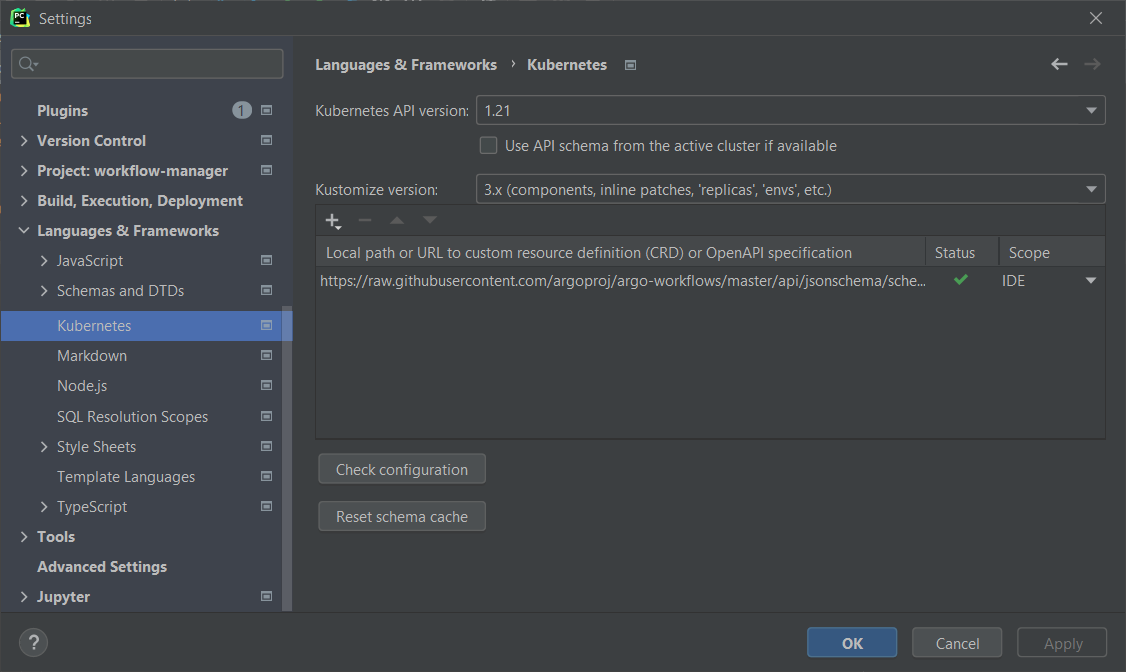 PC
Settings
Languages & Frameworks › Kubernetes
Plugins 1
Version Control
Project: workflow-manager
Build, Execution, Deployment
Languages & Frameworks
JavaScript
Schemas and DTDs
Kubernetes
Markdown
Node.js
SQL Resolution Scopes
Style Sheets
Template Languages
TypeScript
Tools
Advanced Settings
Jupyter
Kubernetes API version: 1.21
Use API schema from the active cluster if available
Kustomize version: 3.x (components, inline patches, 'replicas', 'envs', etc.)
Local path or URL to custom resource definition (CRD) or OpenAPI specification Status Scope
https://raw.githubusercontent.com/argoproj/argo-workflows/master/api/jsonschema/sche... IDE
Check configuration
Reset schema cache
? OK Cancel Apply